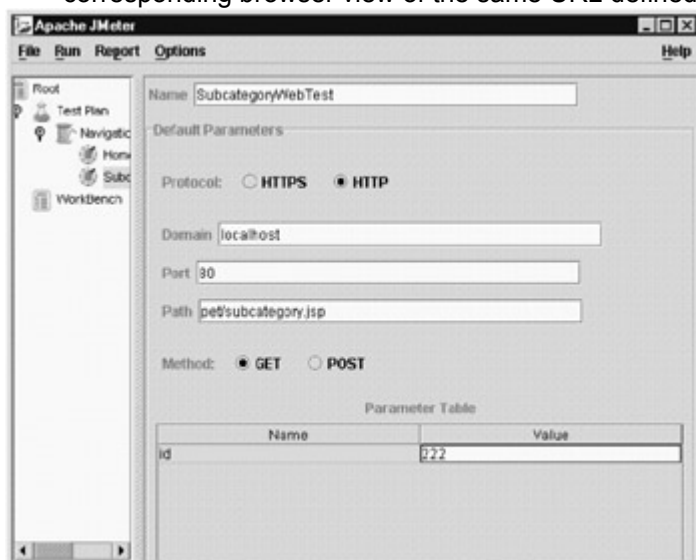 corresponding browser view of the same URL defined
Apache JMeter
File Run Report Options Help
Root
Test Plan
Navigatic
Hom
Subc
WorkBench
Name SubcategoryWebTest
Default Parameters
Protocol: HTTPS HTTP
Domain localhost
Port 80
Path pet/subcategory.jsp
Method: GET POST
Parameter Table
Name Value
id 222